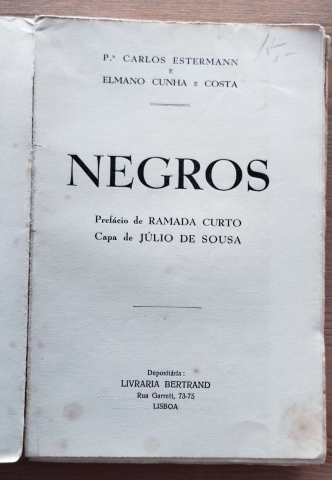 P.ᵉ CARLOS ESTERMANN
E
ELMANO CUNHA E COSTA
NEGROS
Prefácio de RAMADA CURTO
Capa de JÚLIO DE SOUSA
Depositária:
LIVRARIA BERTRAND
Rua Garrett, 73-75
LISBOA